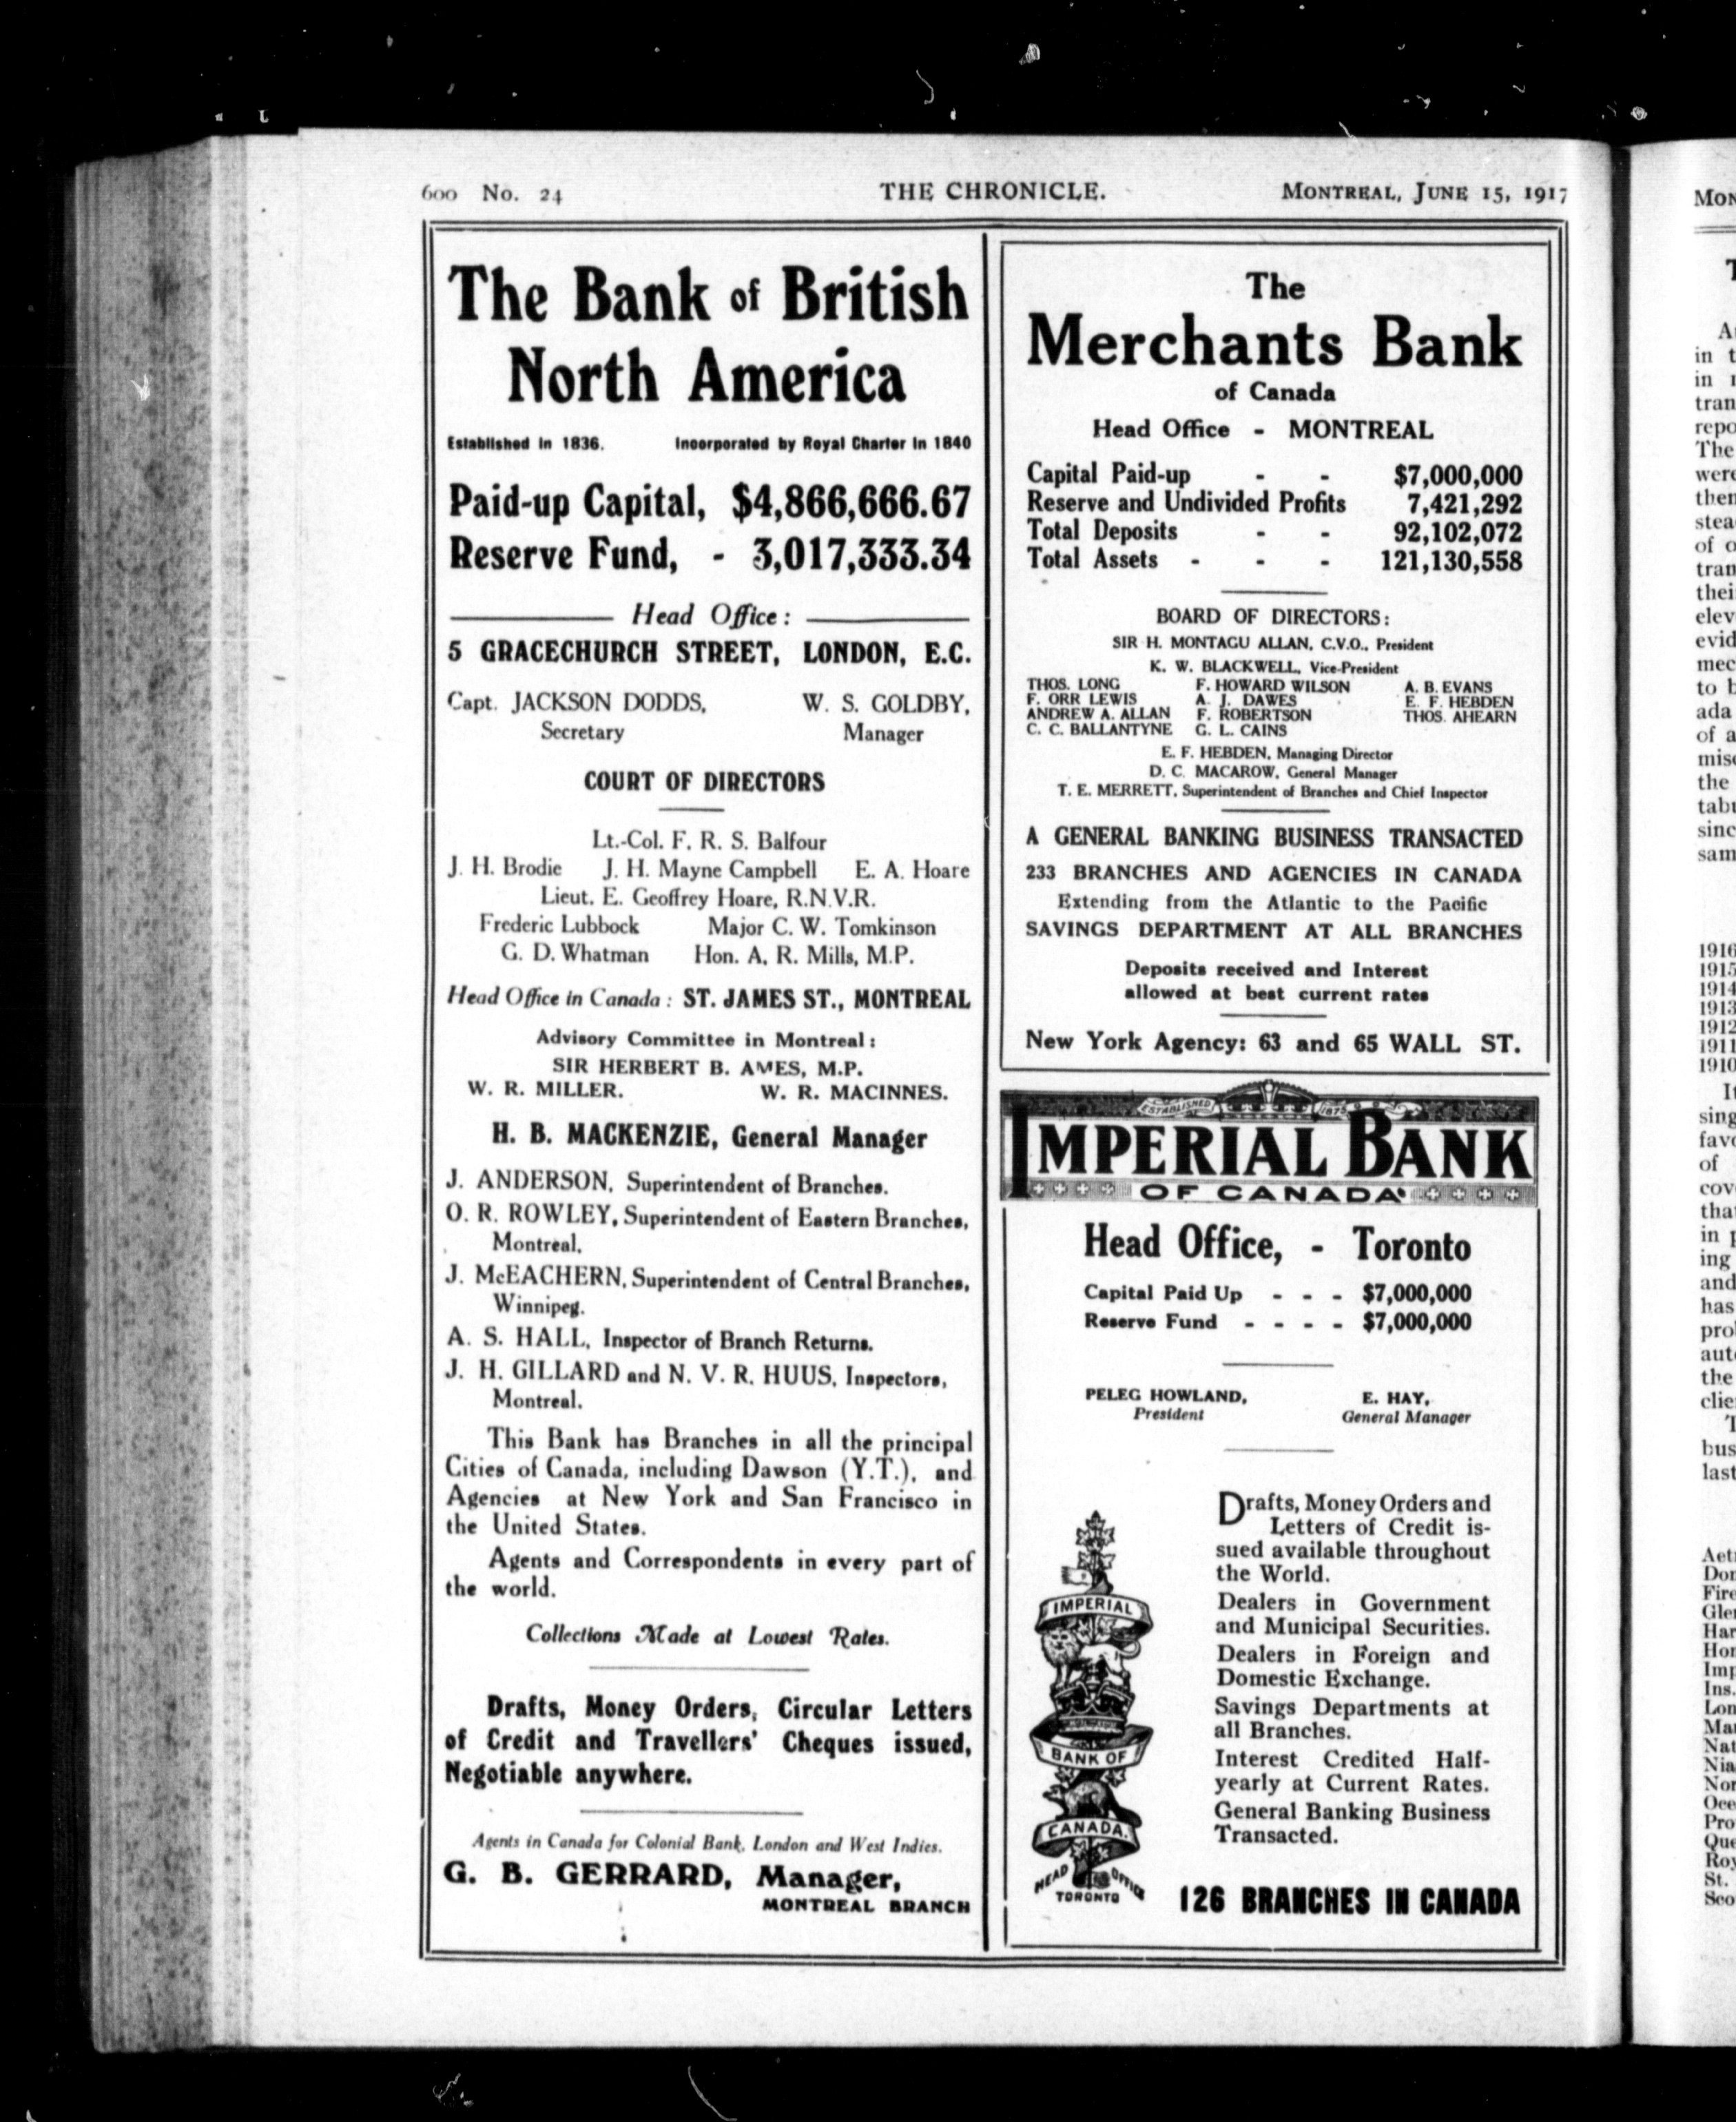 600 No. 24 THE CHRONICLE. MONTREAL, JUNE 15, 1917
The Bank of British
North America
Established in 1836. Incorporated by Royal Charter in 1840
Paid-up Capital, $4,866,666.67
Reserve Fund, - 3,017,333.34
Head Office:
5 GRACECHURCH STREET, LONDON, E.C.
Capt. JACKSON DODDS, W. S. GOLDBY,
Secretary Manager
COURT OF DIRECTORS
Lt.-Col. F. R. S. Balfour
J. H. Brodie J. H. Mayne Campbell E. A. Hoare
Lieut. E. Geoffrey Hoare, R.N.V.R.
Frederic Lubbock Major C. W. Tomkinson
G. D. Whatman Hon. A. R. Mills, M.P.
Head Office in Canada: ST. JAMES ST., MONTREAL
Advisory Committee in Montreal:
SIR HERBERT B. AMES, M.P.
W. R. MILLER. W. R. MACINNES.
H. B. MACKENZIE, General Manager
J. ANDERSON, Superintendent of Branches.
O. R. ROWLEY, Superintendent of Eastern Branches,
Montreal.
J. McEACHERN, Superintendent of Central Branches,
Winnipeg.
A. S. HALL, Inspector of Branch Returns.
J. H. GILLARD and N. V. R. HUUS, Inspectors,
Montreal.
This Bank has Branches in all the principal
Cities of Canada, including Dawson (Y.T.), and
Agencies at New York and San Francisco in
the United States.
Agents and Correspondents in every part of
the world.
Collections Made at Lowest Rates.
Drafts, Money Orders, Circular Letters
of Credit and Travellers' Cheques issued,
Negotiable anywhere.
Agents in Canada for Colonial Bank, London and West Indies.
G. B. GERRARD, Manager,
MONTREAL BRANCH
The
Merchants Bank
of Canada
Head Office - MONTREAL
Capital Paid-up - - $7,000,000
Reserve and Undivided Profits 7,421,292
Total Deposits - - 92,102,072
Total Assets - - - 121,130,558
BOARD OF DIRECTORS:
SIR H. MONTAGU ALLAN, C.V.O., President
K. W. BLACKWELL, Vice-President
THOS. LONG F. HOWARD WILSON A. B. EVANS
F. ORR LEWIS A. J. DAWES E. F. HEBDEN
ANDREW A. ALLAN F. ROBERTSON THOS. AHEARN
C. C. BALLANTYNE G. L. CAINS
E. F. HEBDEN, Managing Director
D. C. MACAROW, General Manager
T. E. MERRETT, Superintendent of Branches and Chief Inspector
A GENERAL BANKING BUSINESS TRANSACTED
233 BRANCHES AND AGENCIES IN CANADA
Extending from the Atlantic to the Pacific
SAVINGS DEPARTMENT AT ALL BRANCHES
Deposits received and Interest
allowed at best current rates
New York Agency: 63 and 65 WALL ST.
ESTABLISHED 1875
IMPERIAL BANK
OF CANADA
Head Office, - Toronto
Capital Paid Up - - - $7,000,000
Reserve Fund - - - - $7,000,000
PELEG HOWLAND, E. HAY,
President General Manager
Drafts, Money Orders and
Letters of Credit is-
sued available throughout
the World.
Dealers in Government
and Municipal Securities.
Dealers in Foreign and
Domestic Exchange.
Savings Departments at
all Branches.
Interest Credited Half-
yearly at Current Rates.
General Banking Business
Transacted.
IMPERIAL
BANK OF
CANADA.
HEAD OFFICE
TORONTO
126 BRANCHES IN CANADA
1916
1915
1914
1913
1912
1911
1910